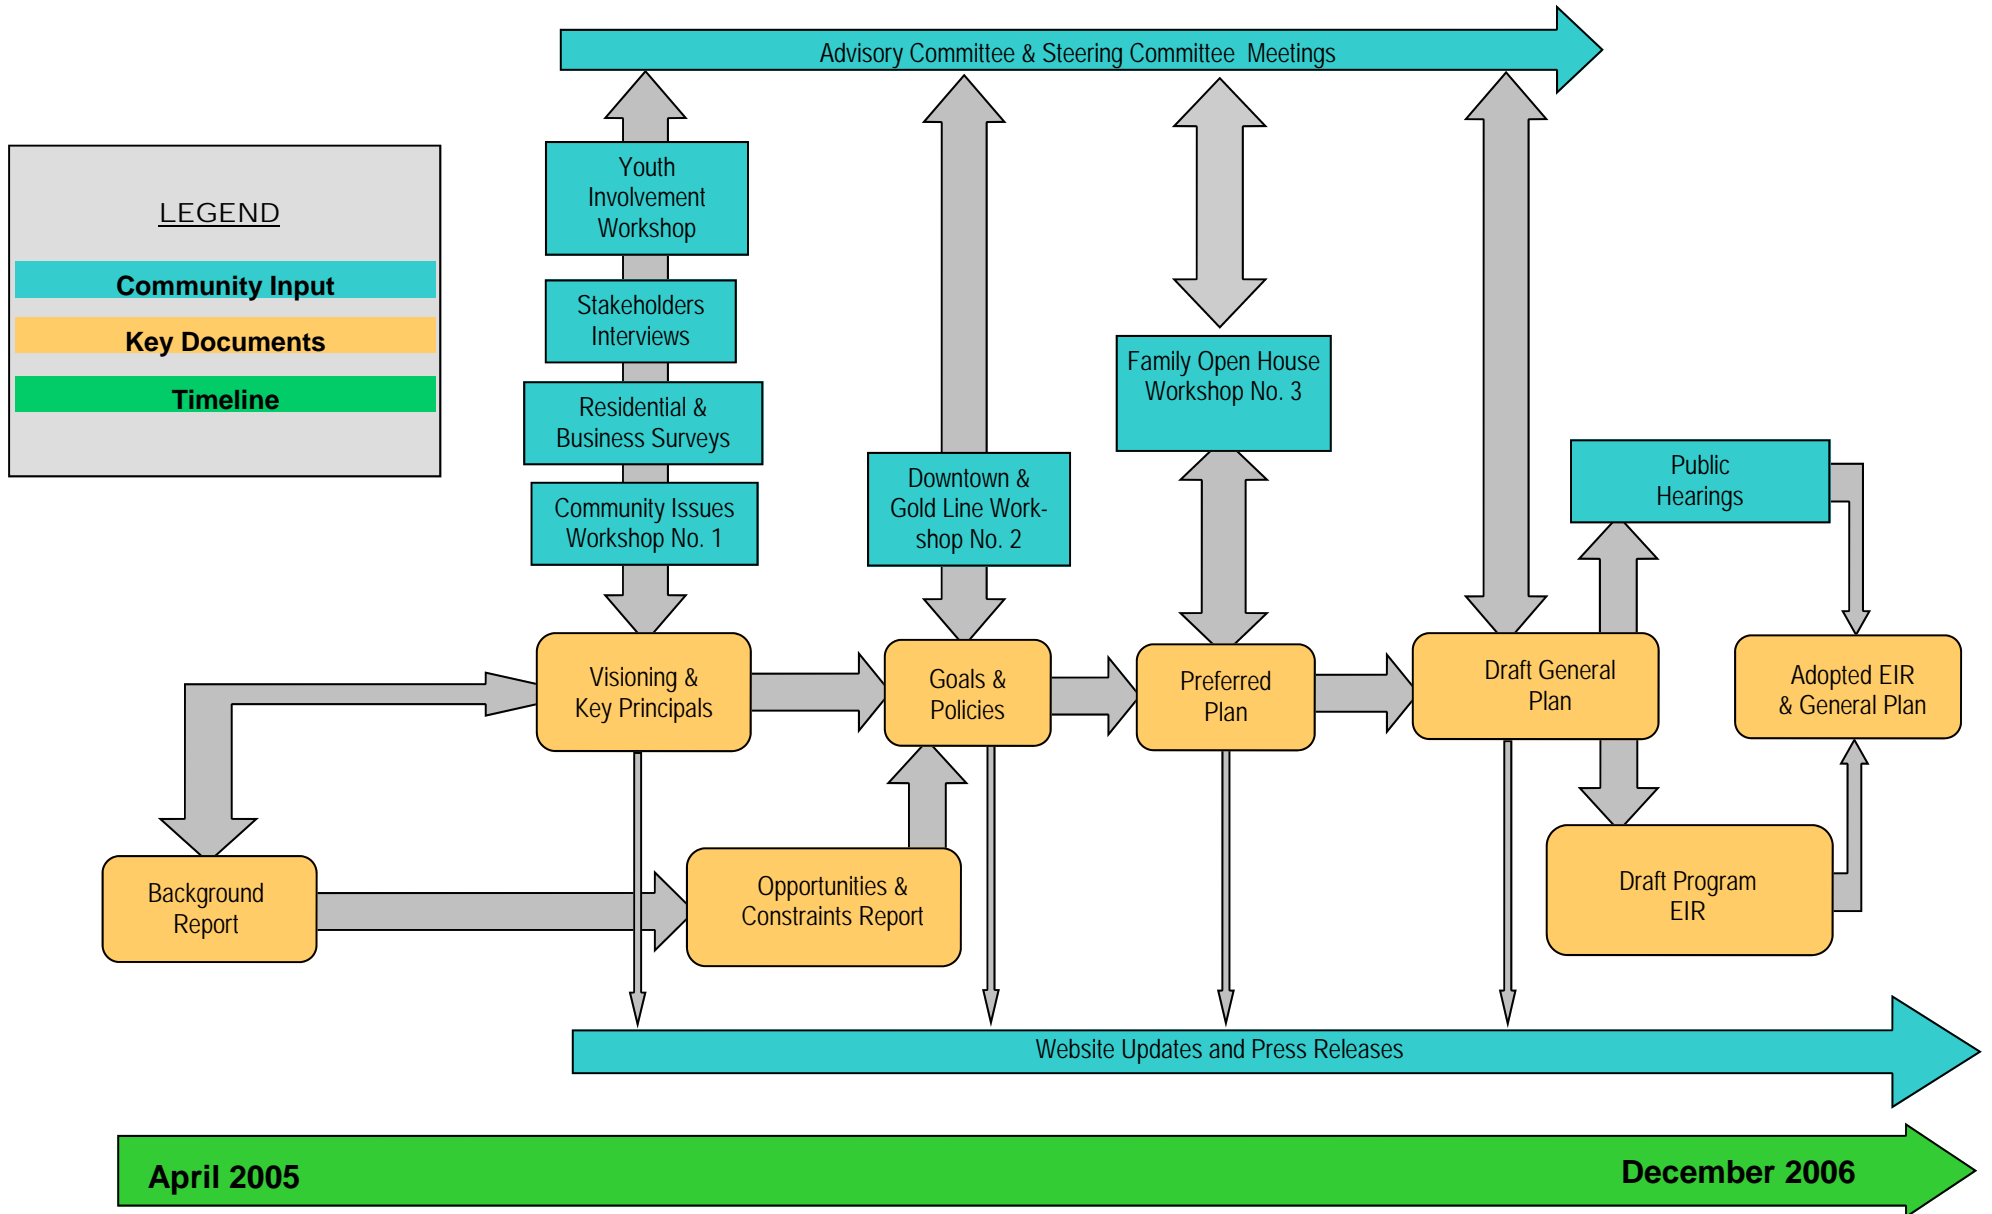 Advisory Committee & Steering Committee Meetings
LEGEND
Community Input
Key Documents
Timeline
Youth
Involvement
Workshop
Stakeholders
Interviews
Residential &
Business Surveys
Community Issues
Workshop No. 1
Downtown &
Gold Line Work-
shop No. 2
Family Open House
Workshop No. 3
Public
Hearings
Visioning &
Key Principals
Goals &
Policies
Preferred
Plan
Draft General
Plan
Adopted EIR
& General Plan
Background
Report
Opportunities &
Constraints Report
Draft Program
EIR
Website Updates and Press Releases
April 2005
December 2006